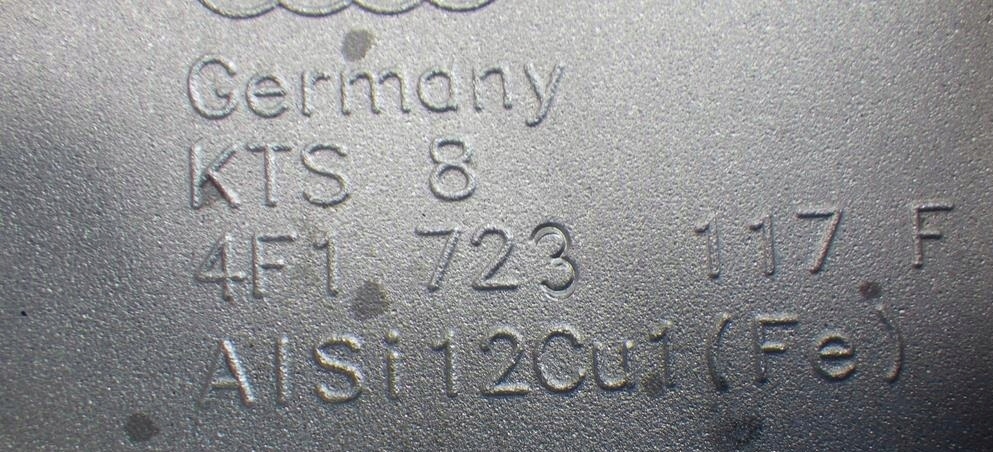 Germany
KTS 8
4F1 723 117 F
AlSi12Cu1(Fe)